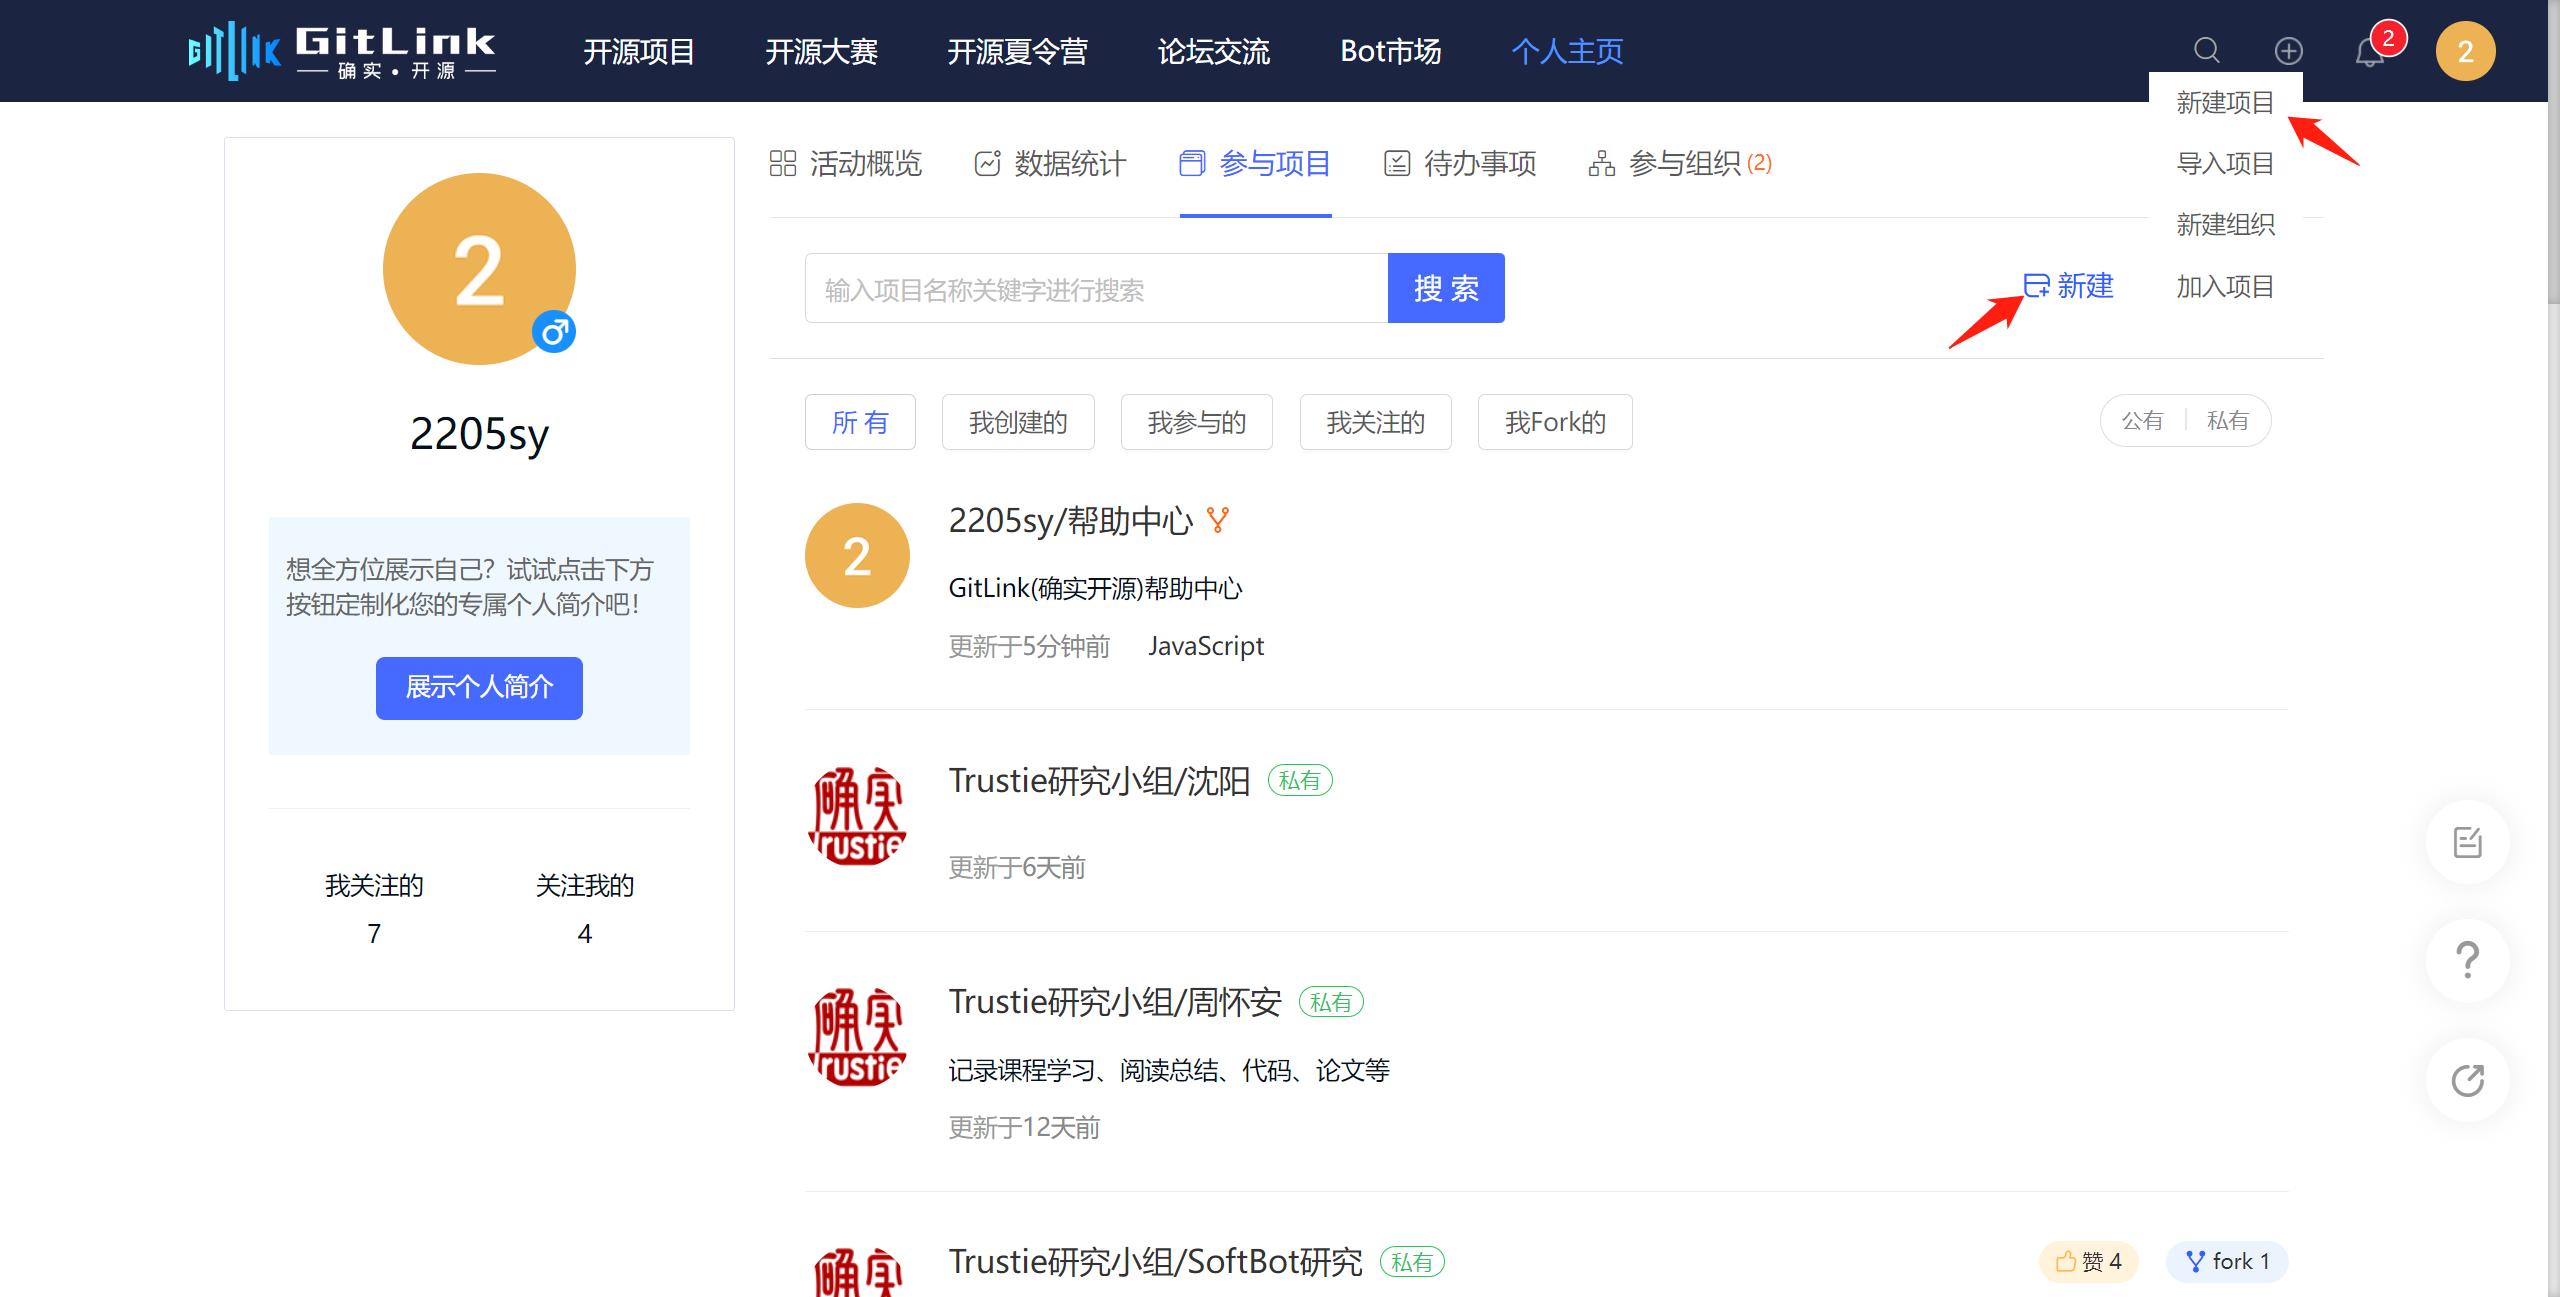 GITLINK GitLink
确实·开源
开源项目
开源大赛
开源夏令营
论坛交流
Bot市场
个人主页
2
2
新建项目
导入项目
新建组织
加入项目
2
2205sy
想全方位展示自己？试试点击下方
按钮定制化您的专属个人简介吧！
展示个人简介
我关注的
7
关注我的
4
活动概览
数据统计
参与项目
待办事项
参与组织(2)
输入项目名称关键字进行搜索
搜 索
新建
所 有
我创建的
我参与的
我关注的
我Fork的
公有
私有
2
2205sy/帮助中心
GitLink(确实开源)帮助中心
更新于5分钟前 JavaScript
确实
Trustie
Trustie研究小组/沈阳 私有
更新于6天前
确实
Trustie
Trustie研究小组/周怀安 私有
记录课程学习、阅读总结、代码、论文等
更新于12天前
确实
Trustie研究小组/SoftBot研究 私有
赞 4
fork 1